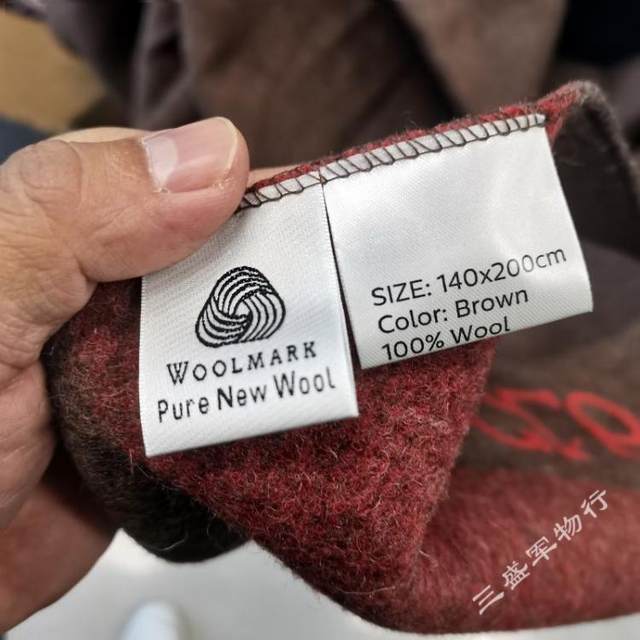 WOOLMARK
PURE NEW WOOL
SIZE: 140x200cm
Color: Brown
100% Wool
三盛军物行